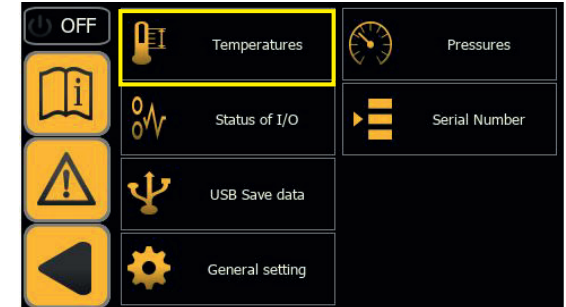 OFF
Temperatures
Pressures
i
Status of I/O
Serial Number
USB Save data
General setting